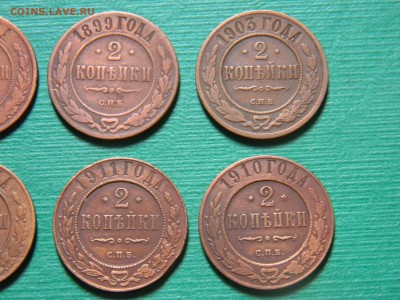 COINS.LAVE.RU
1899 ГОДА
2
КОПѢЙКИ
С.П.Б.
1903 ГОДА
2
КОПѢЙКИ
С.П.Б.
1911 ГОДА
2
КОПѢЙКИ
С.П.Б.
1910 ГОДА
2
КОПѢЙКИ
С.П.Б.